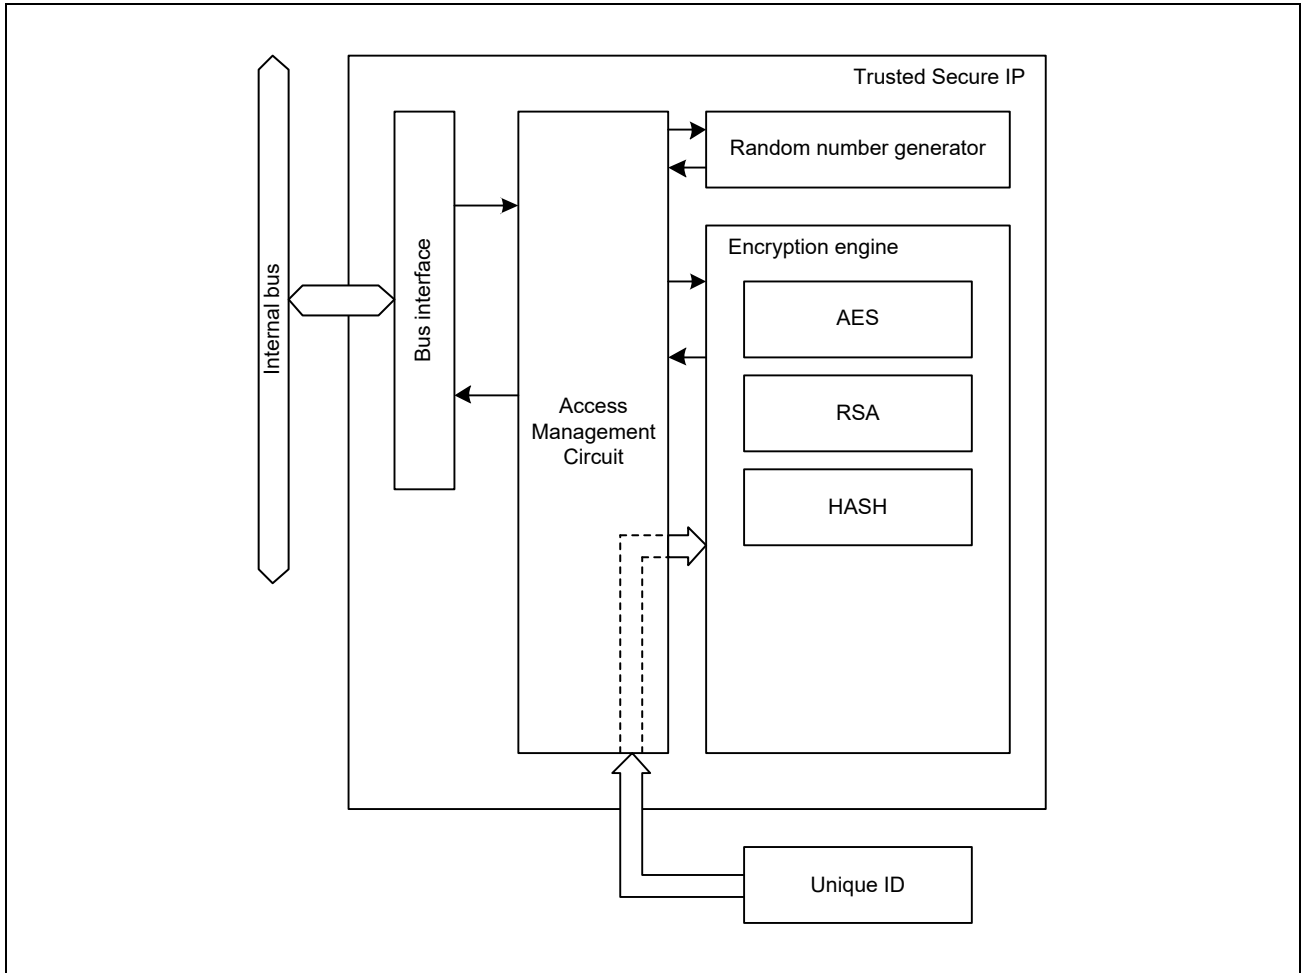 Trusted Secure IP
Internal bus
Bus interface
Access
Management
Circuit
Random number generator
Encryption engine
AES
RSA
HASH
Unique ID